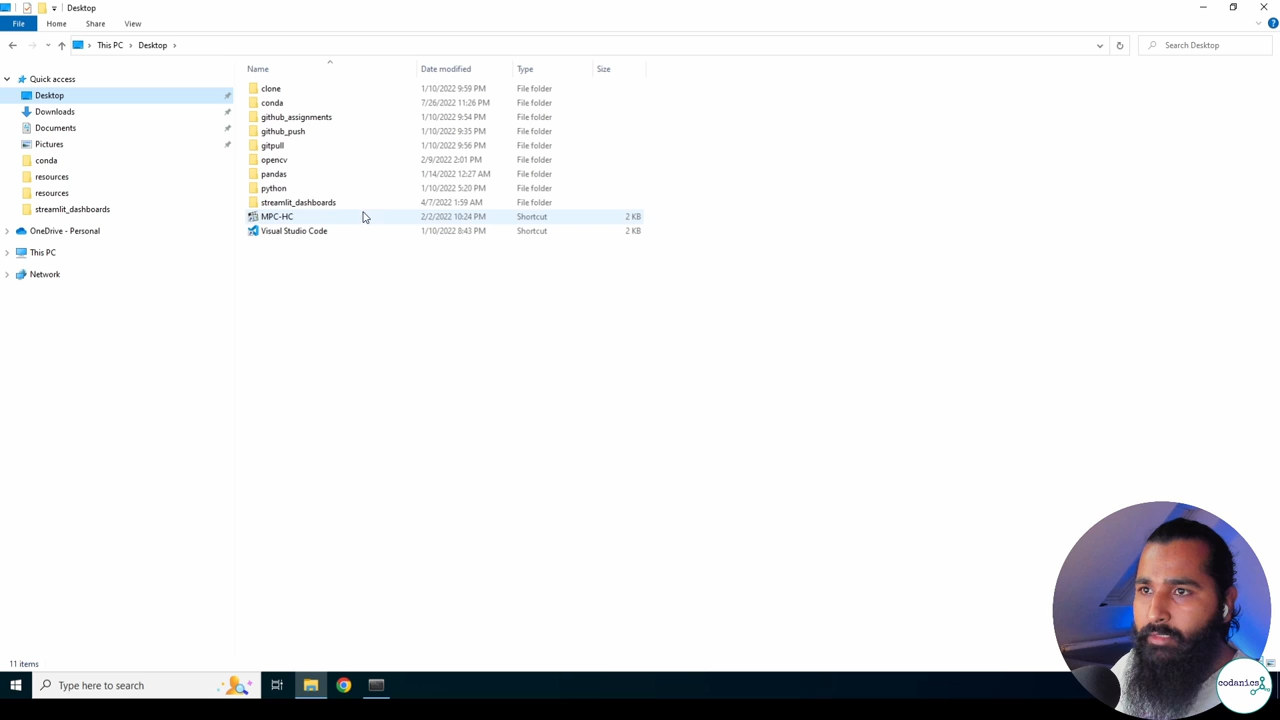 Desktop
File Home Share View
This PC Desktop
Search Desktop
Name Date modified Type Size
Quick access
Desktop
Downloads
Documents
Pictures
conda
resources
resources
streamlit_dashboards
OneDrive - Personal
This PC
Network
clone 1/10/2022 9:59 PM File folder
conda 7/26/2022 11:26 PM File folder
github_assignments 1/10/2022 9:54 PM File folder
github_push 1/10/2022 9:35 PM File folder
gitpull 1/10/2022 9:56 PM File folder
opencv 2/9/2022 2:01 PM File folder
pandas 1/14/2022 12:27 AM File folder
python 1/10/2022 5:20 PM File folder
streamlit_dashboards 4/7/2022 1:59 AM File folder
MPC-HC 2/2/2022 10:24 PM Shortcut 2 KB
Visual Studio Code 1/10/2022 8:43 PM Shortcut 2 KB
11 items
Type here to search
codanics